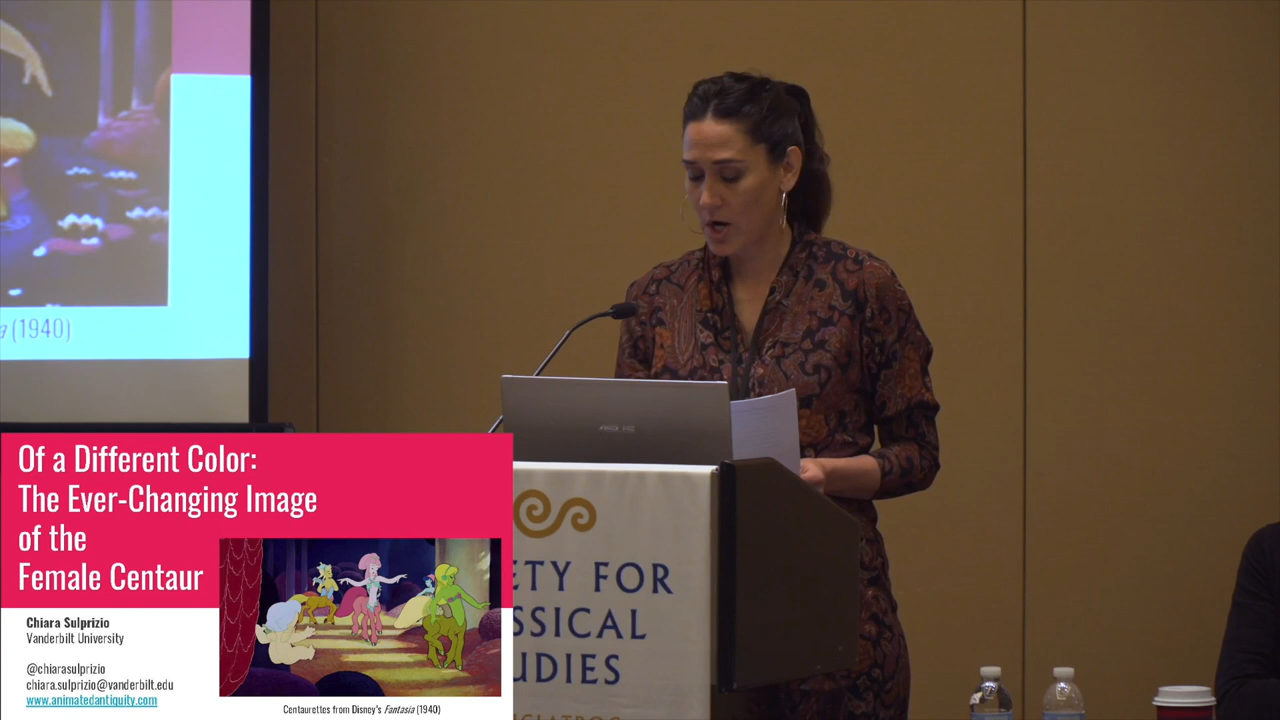 (1940)
Of a Different Color:
The Ever-Changing Image
of the
Female Centaur
Chiara Sulprizio
Vanderbilt University
@chiarasulprizio
chiara.sulprizio@vanderbilt.edu
www.animatedantiquity.com
Centaurettes from Disney's Fantasia (1940)
ASUS
ETY FOR
SSICAL
UDIES